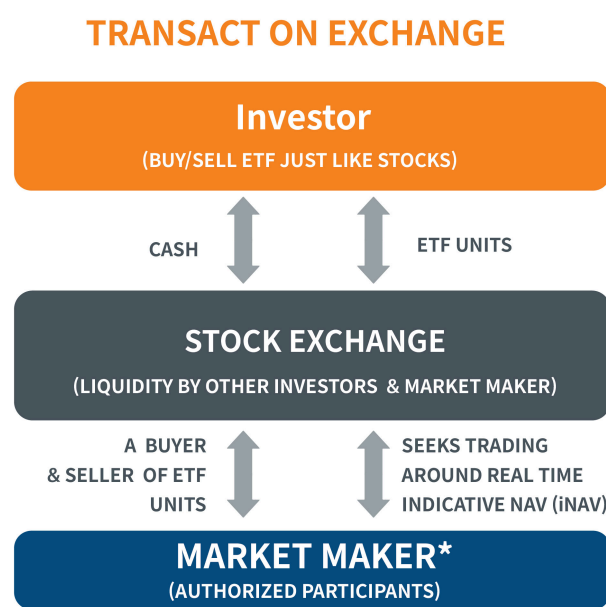 TRANSACT ON EXCHANGE
Investor
(BUY/SELL ETF JUST LIKE STOCKS)
CASH
ETF UNITS
STOCK EXCHANGE
(LIQUIDITY BY OTHER INVESTORS & MARKET MAKER)
A BUYER
& SELLER OF ETF
UNITS
SEEKS TRADING
AROUND REAL TIME
INDICATIVE NAV (iNAV)
MARKET MAKER*
(AUTHORIZED PARTICIPANTS)